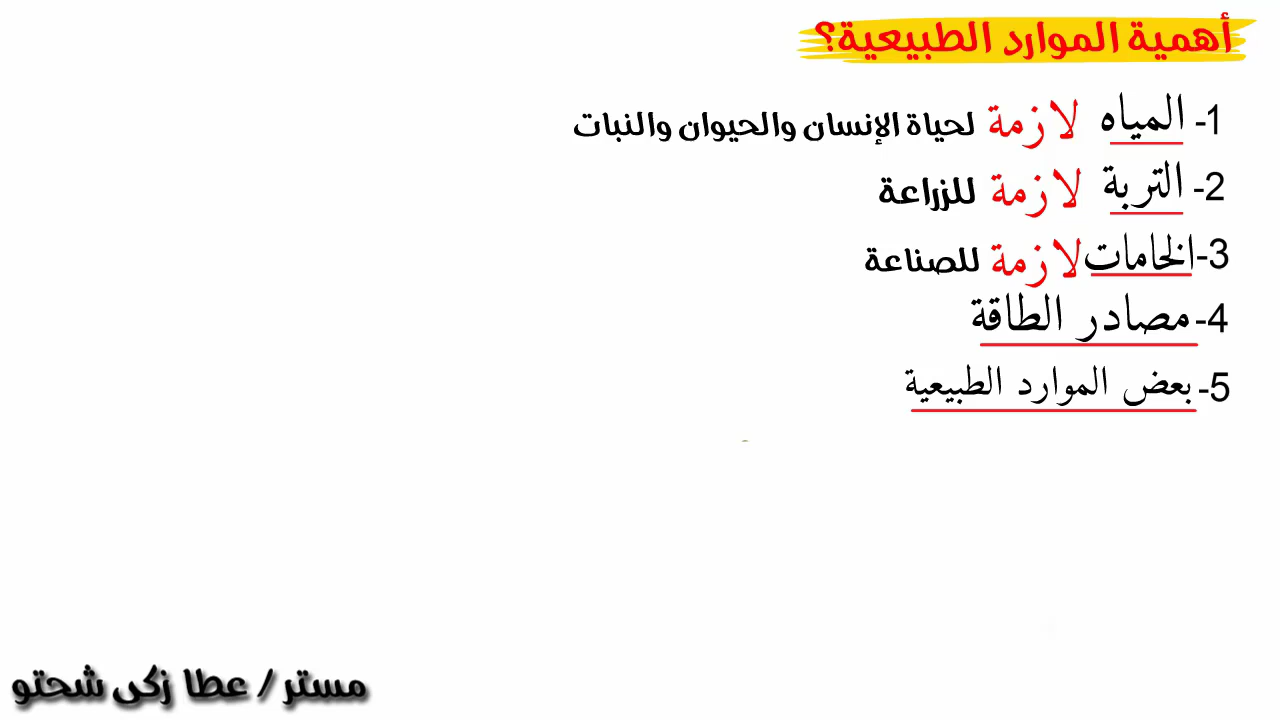 أهمية الموارد الطبيعية؟
1- المياه لازمة لحياة الإنسان والحيوان والنبات
2- التربة لازمة للزراعة
3- الخامات لازمة للصناعة
4- مصادر الطاقة
5- بعض الموارد الطبيعية
مستر / عطا زكى شحتو